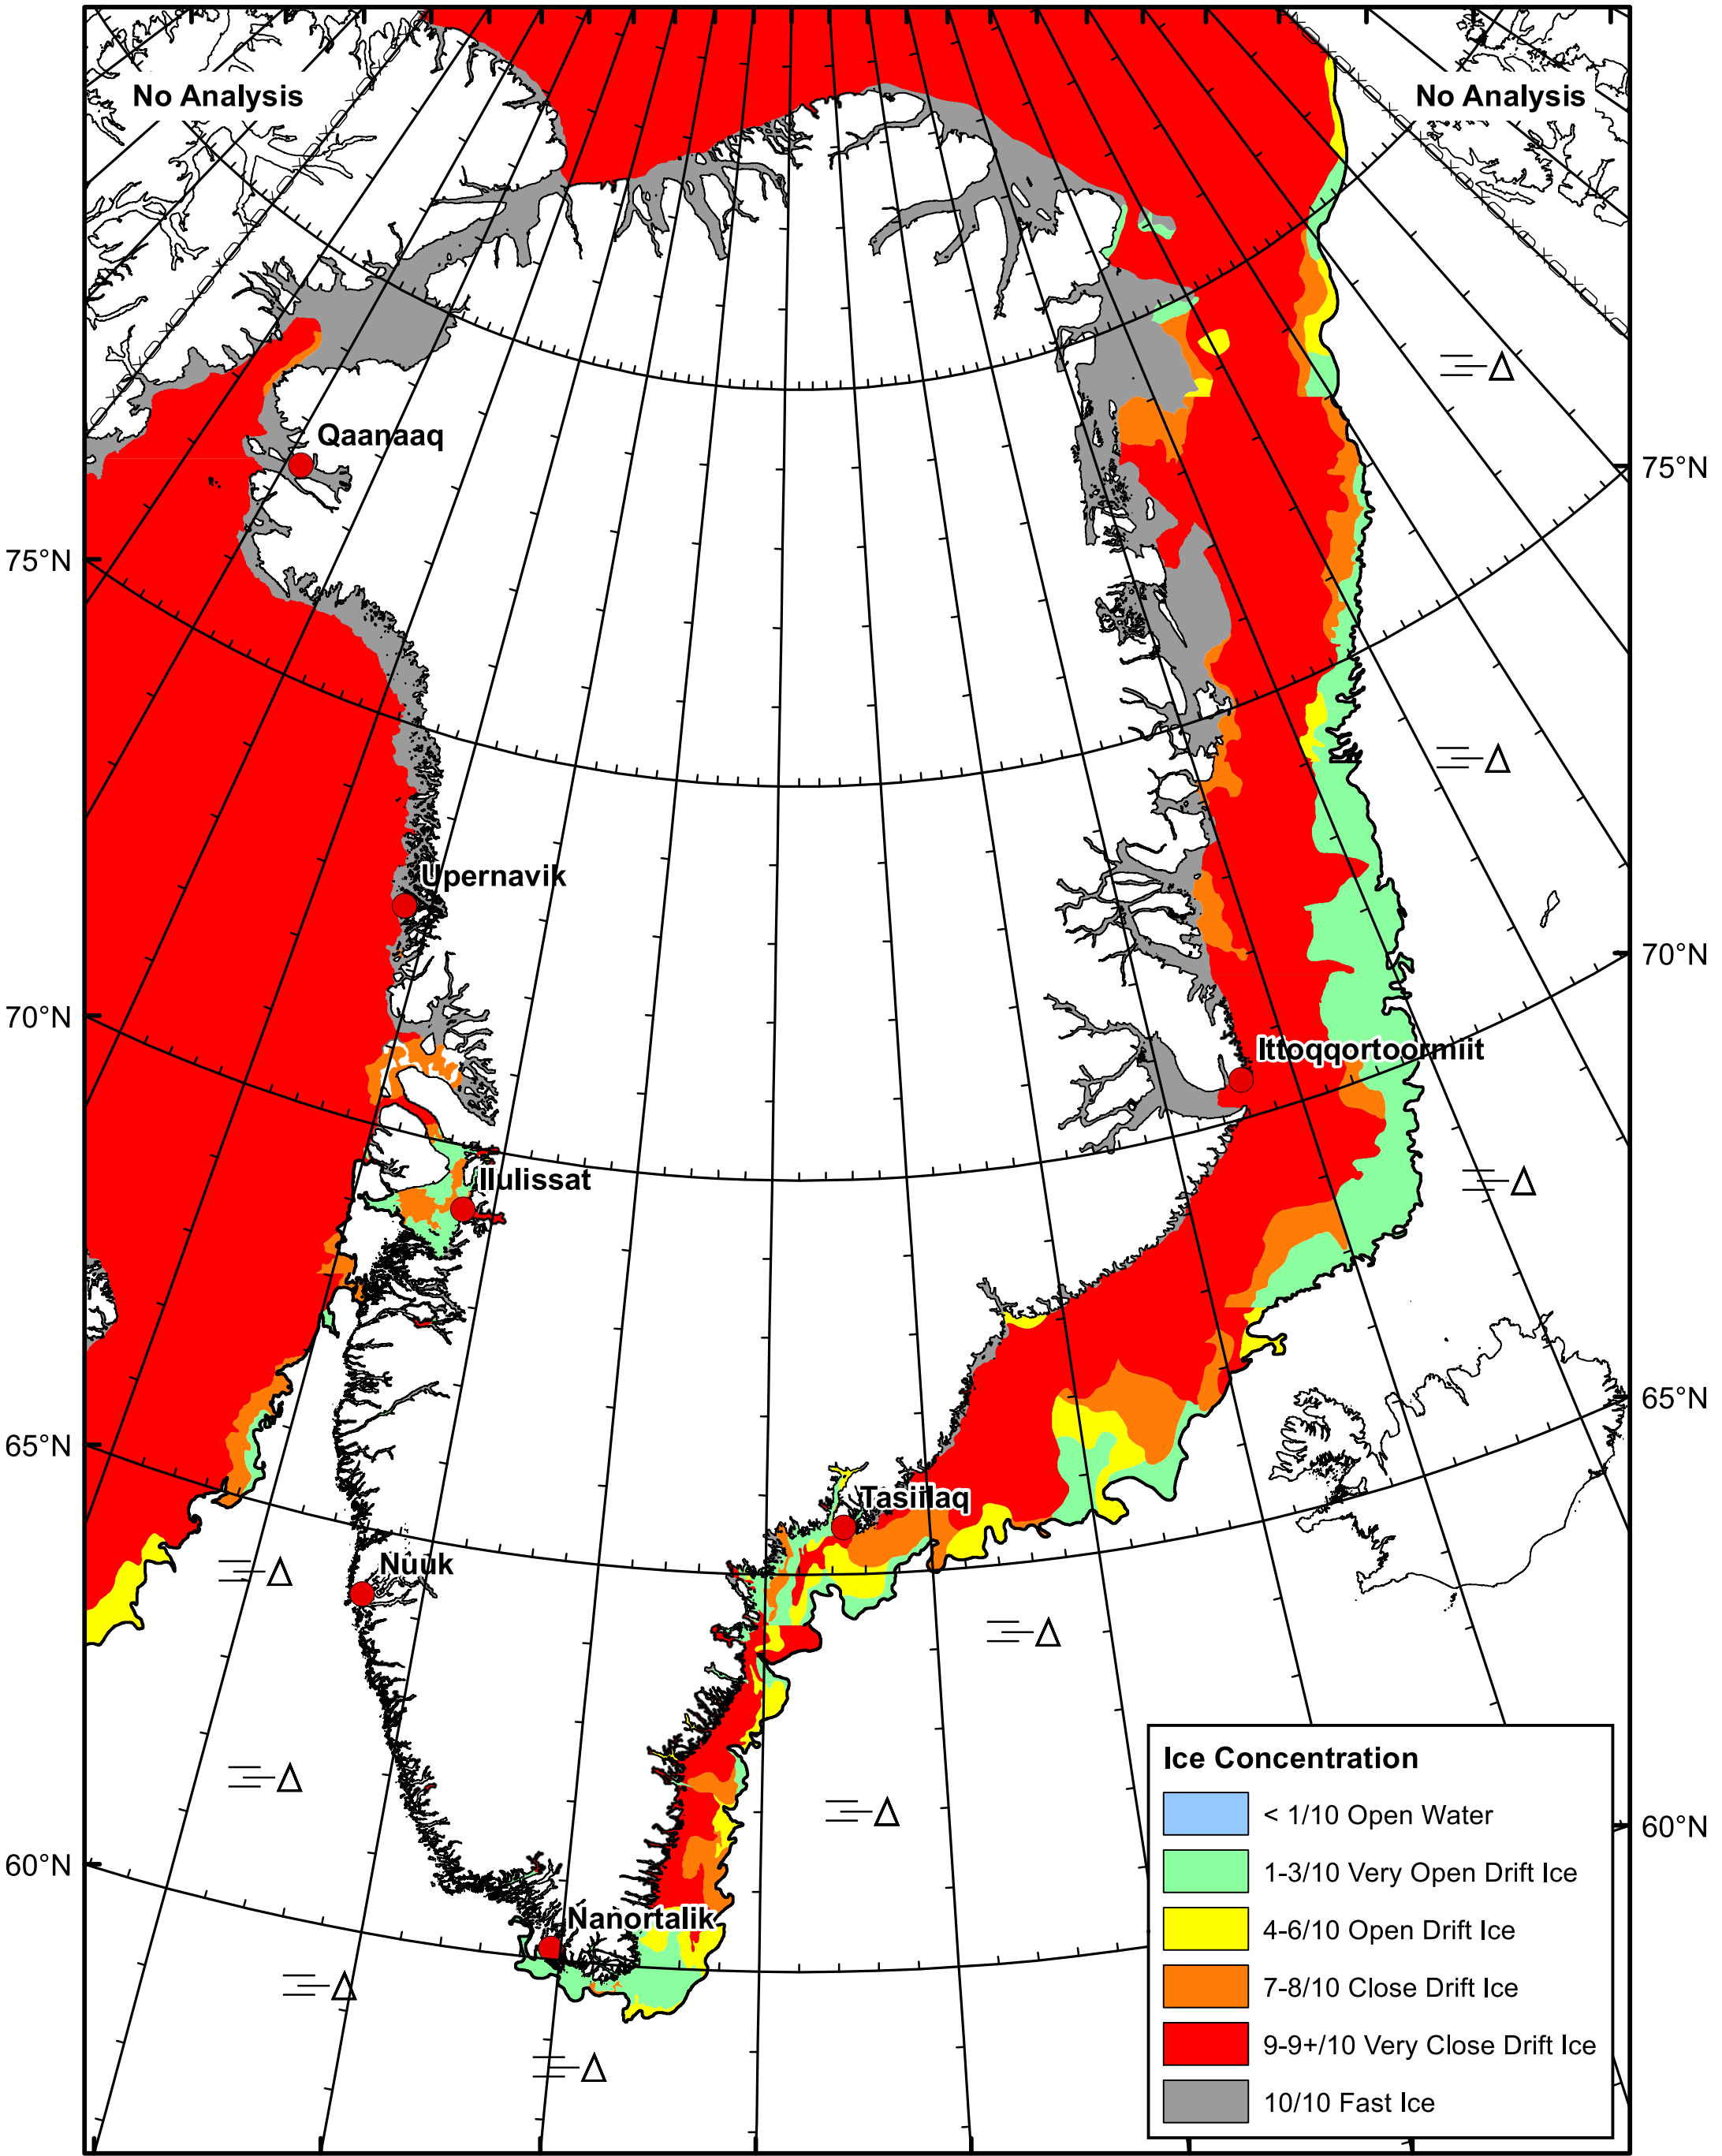 No Analysis
No Analysis
Qaanaaq
75°N
75°N
Upernavik
70°N
70°N
Ittoqqortoormiit
Ilulissat
65°N
65°N
Tasiilaq
Nuuk
Ice Concentration
< 1/10 Open Water
1-3/10 Very Open Drift Ice
4-6/10 Open Drift Ice
7-8/10 Close Drift Ice
9-9+/10 Very Close Drift Ice
10/10 Fast Ice
60°N
60°N
Nanortalik